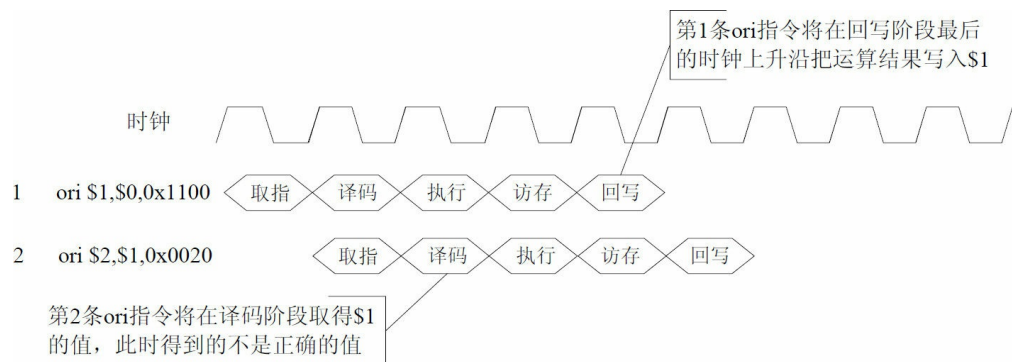 第1条ori指令将在回写阶段最后
的时钟上升沿把运算结果写入$1
时钟
1 ori $1,$0,0x1100 取指 译码 执行 访存 回写
2 ori $2,$1,0x0020 取指 译码 执行 访存 回写
第2条ori指令将在译码阶段取得$1
的值，此时得到的不是正确的值